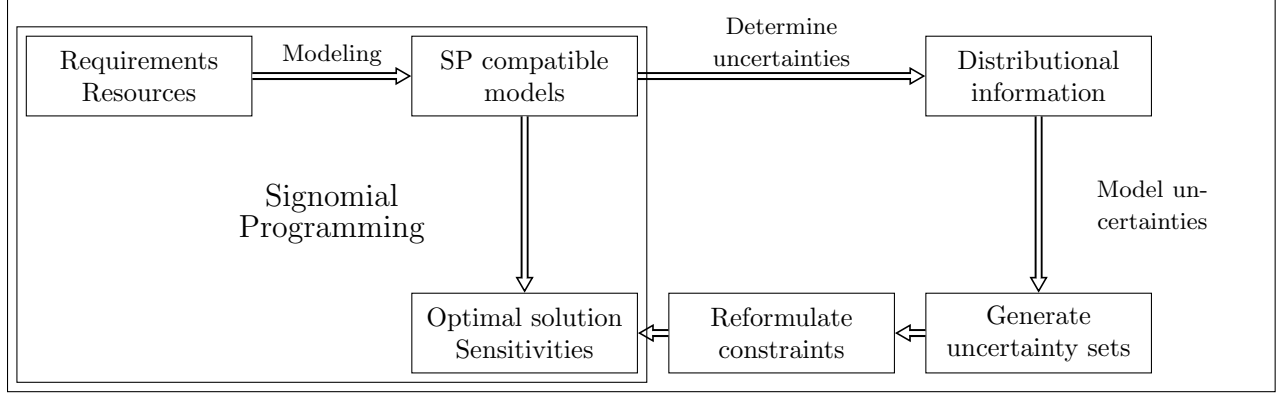 Requirements
Resources
Modeling
SP compatible
models
Determine
uncertainties
Distributional
information
Signomial
Programming
Model un-
certainties
Optimal solution
Sensitivities
Reformulate
constraints
Generate
uncertainty sets